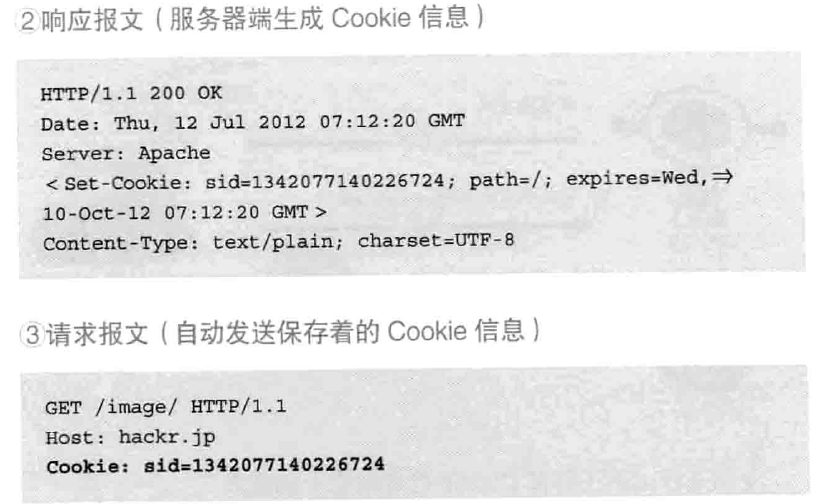 ②响应报文（服务器端生成 Cookie 信息）
HTTP/1.1 200 OK
Date: Thu, 12 Jul 2012 07:12:20 GMT
Server: Apache
＜Set-Cookie: sid=1342077140226724; path=/; expires=Wed,⇒
10-Oct-12 07:12:20 GMT＞
Content-Type: text/plain; charset=UTF-8
③请求报文（自动发送保存着的 Cookie 信息）
GET /image/ HTTP/1.1
Host: hackr.jp
Cookie: sid=1342077140226724